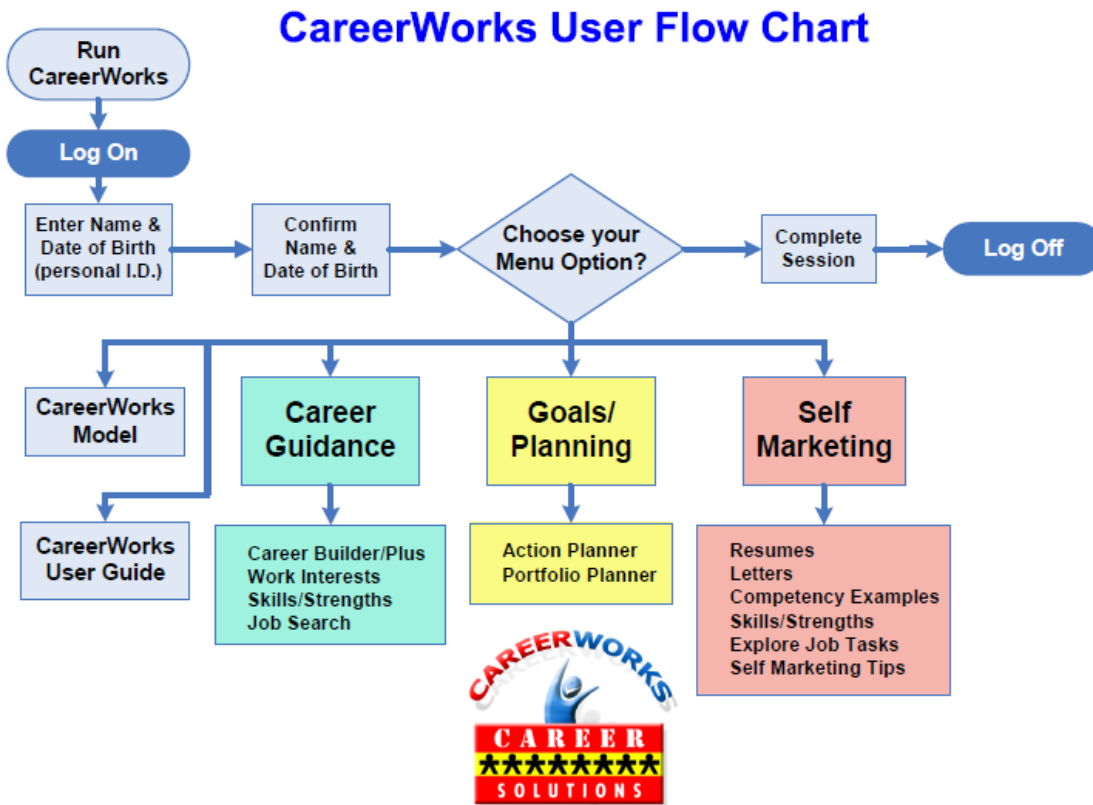 CareerWorks User Flow Chart
Run
CareerWorks
Log On
Enter Name &
Date of Birth
(personal I.D.)
Confirm
Name &
Date of Birth
Choose your
Menu Option?
Complete
Session
Log Off
CareerWorks
Model
CareerWorks
User Guide
Career
Guidance
Goals/
Planning
Self
Marketing
Career Builder/Plus
Work Interests
Skills/Strengths
Job Search
Action Planner
Portfolio Planner
Resumes
Letters
Competency Examples
Skills/Strengths
Explore Job Tasks
Self Marketing Tips
CAREERWORKS
CAREER
SOLUTIONS